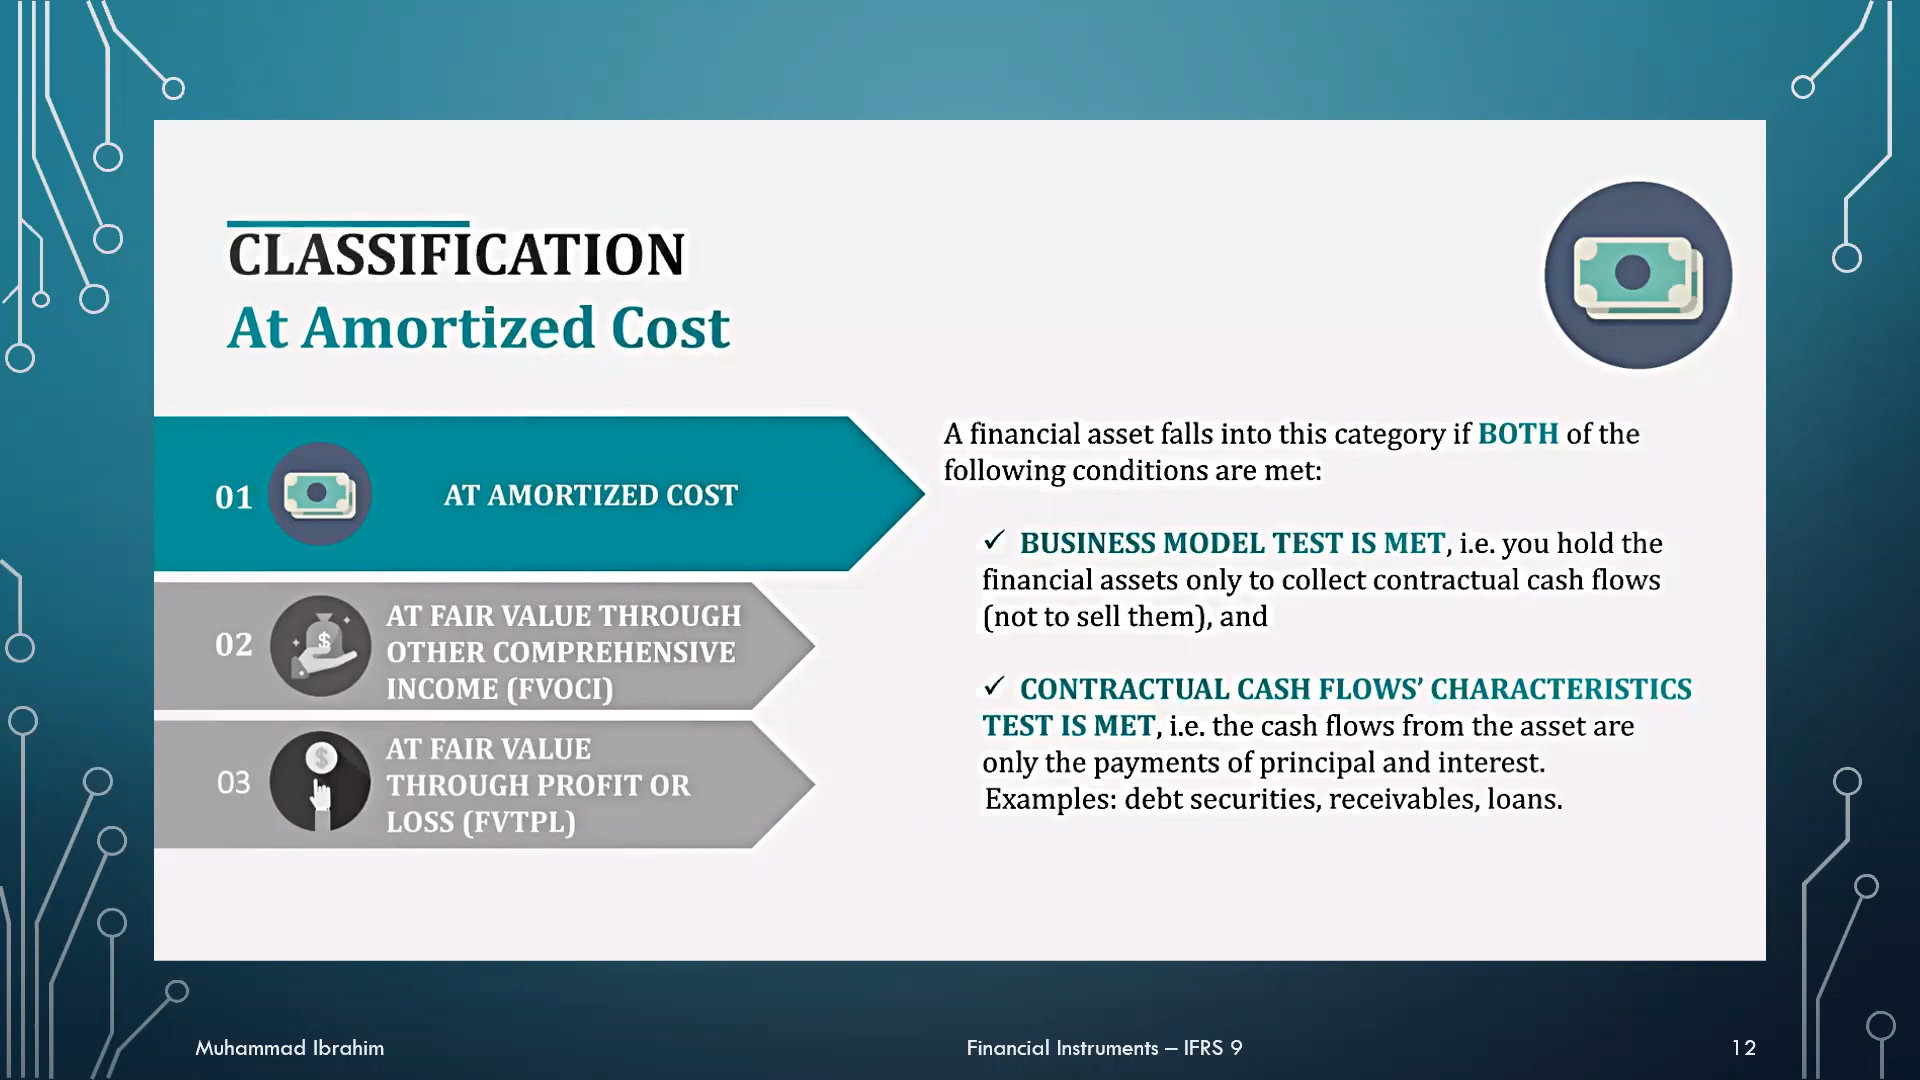 CLASSIFICATION
At Amortized Cost
01
AT AMORTIZED COST
02
AT FAIR VALUE THROUGH
OTHER COMPREHENSIVE
INCOME (FVOCI)
03
AT FAIR VALUE
THROUGH PROFIT OR
LOSS (FVTPL)
A financial asset falls into this category if BOTH of the
following conditions are met:
✓ BUSINESS MODEL TEST IS MET, i.e. you hold the
financial assets only to collect contractual cash flows
(not to sell them), and
✓ CONTRACTUAL CASH FLOWS’ CHARACTERISTICS
TEST IS MET, i.e. the cash flows from the asset are
only the payments of principal and interest.
Examples: debt securities, receivables, loans.
Muhammad Ibrahim
Financial Instruments – IFRS 9
12